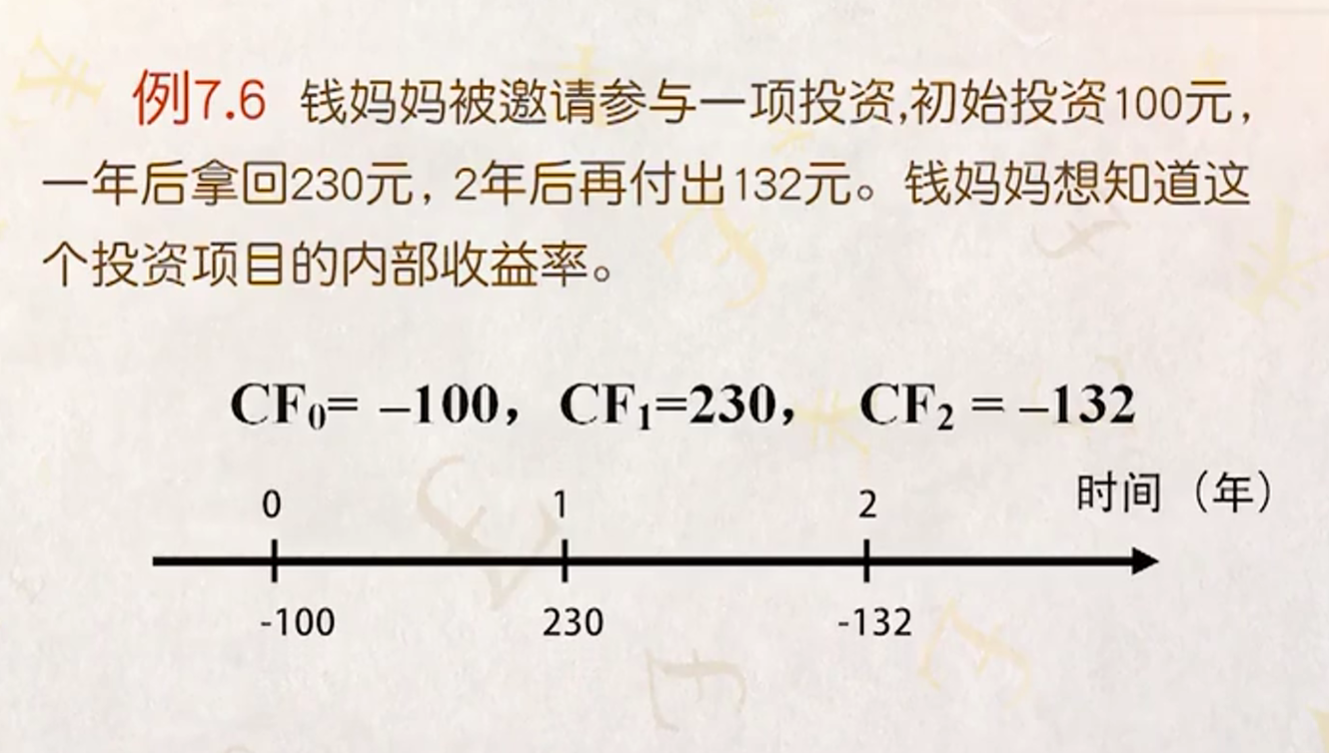 例7.6 钱妈妈被邀请参与一项投资,初始投资100元,
一年后拿回230元, 2年后再付出132元。钱妈妈想知道这
个投资项目的内部收益率。
CF₀= –100, CF₁=230, CF₂ = –132
时间（年）
0 1 2
-100 230 -132